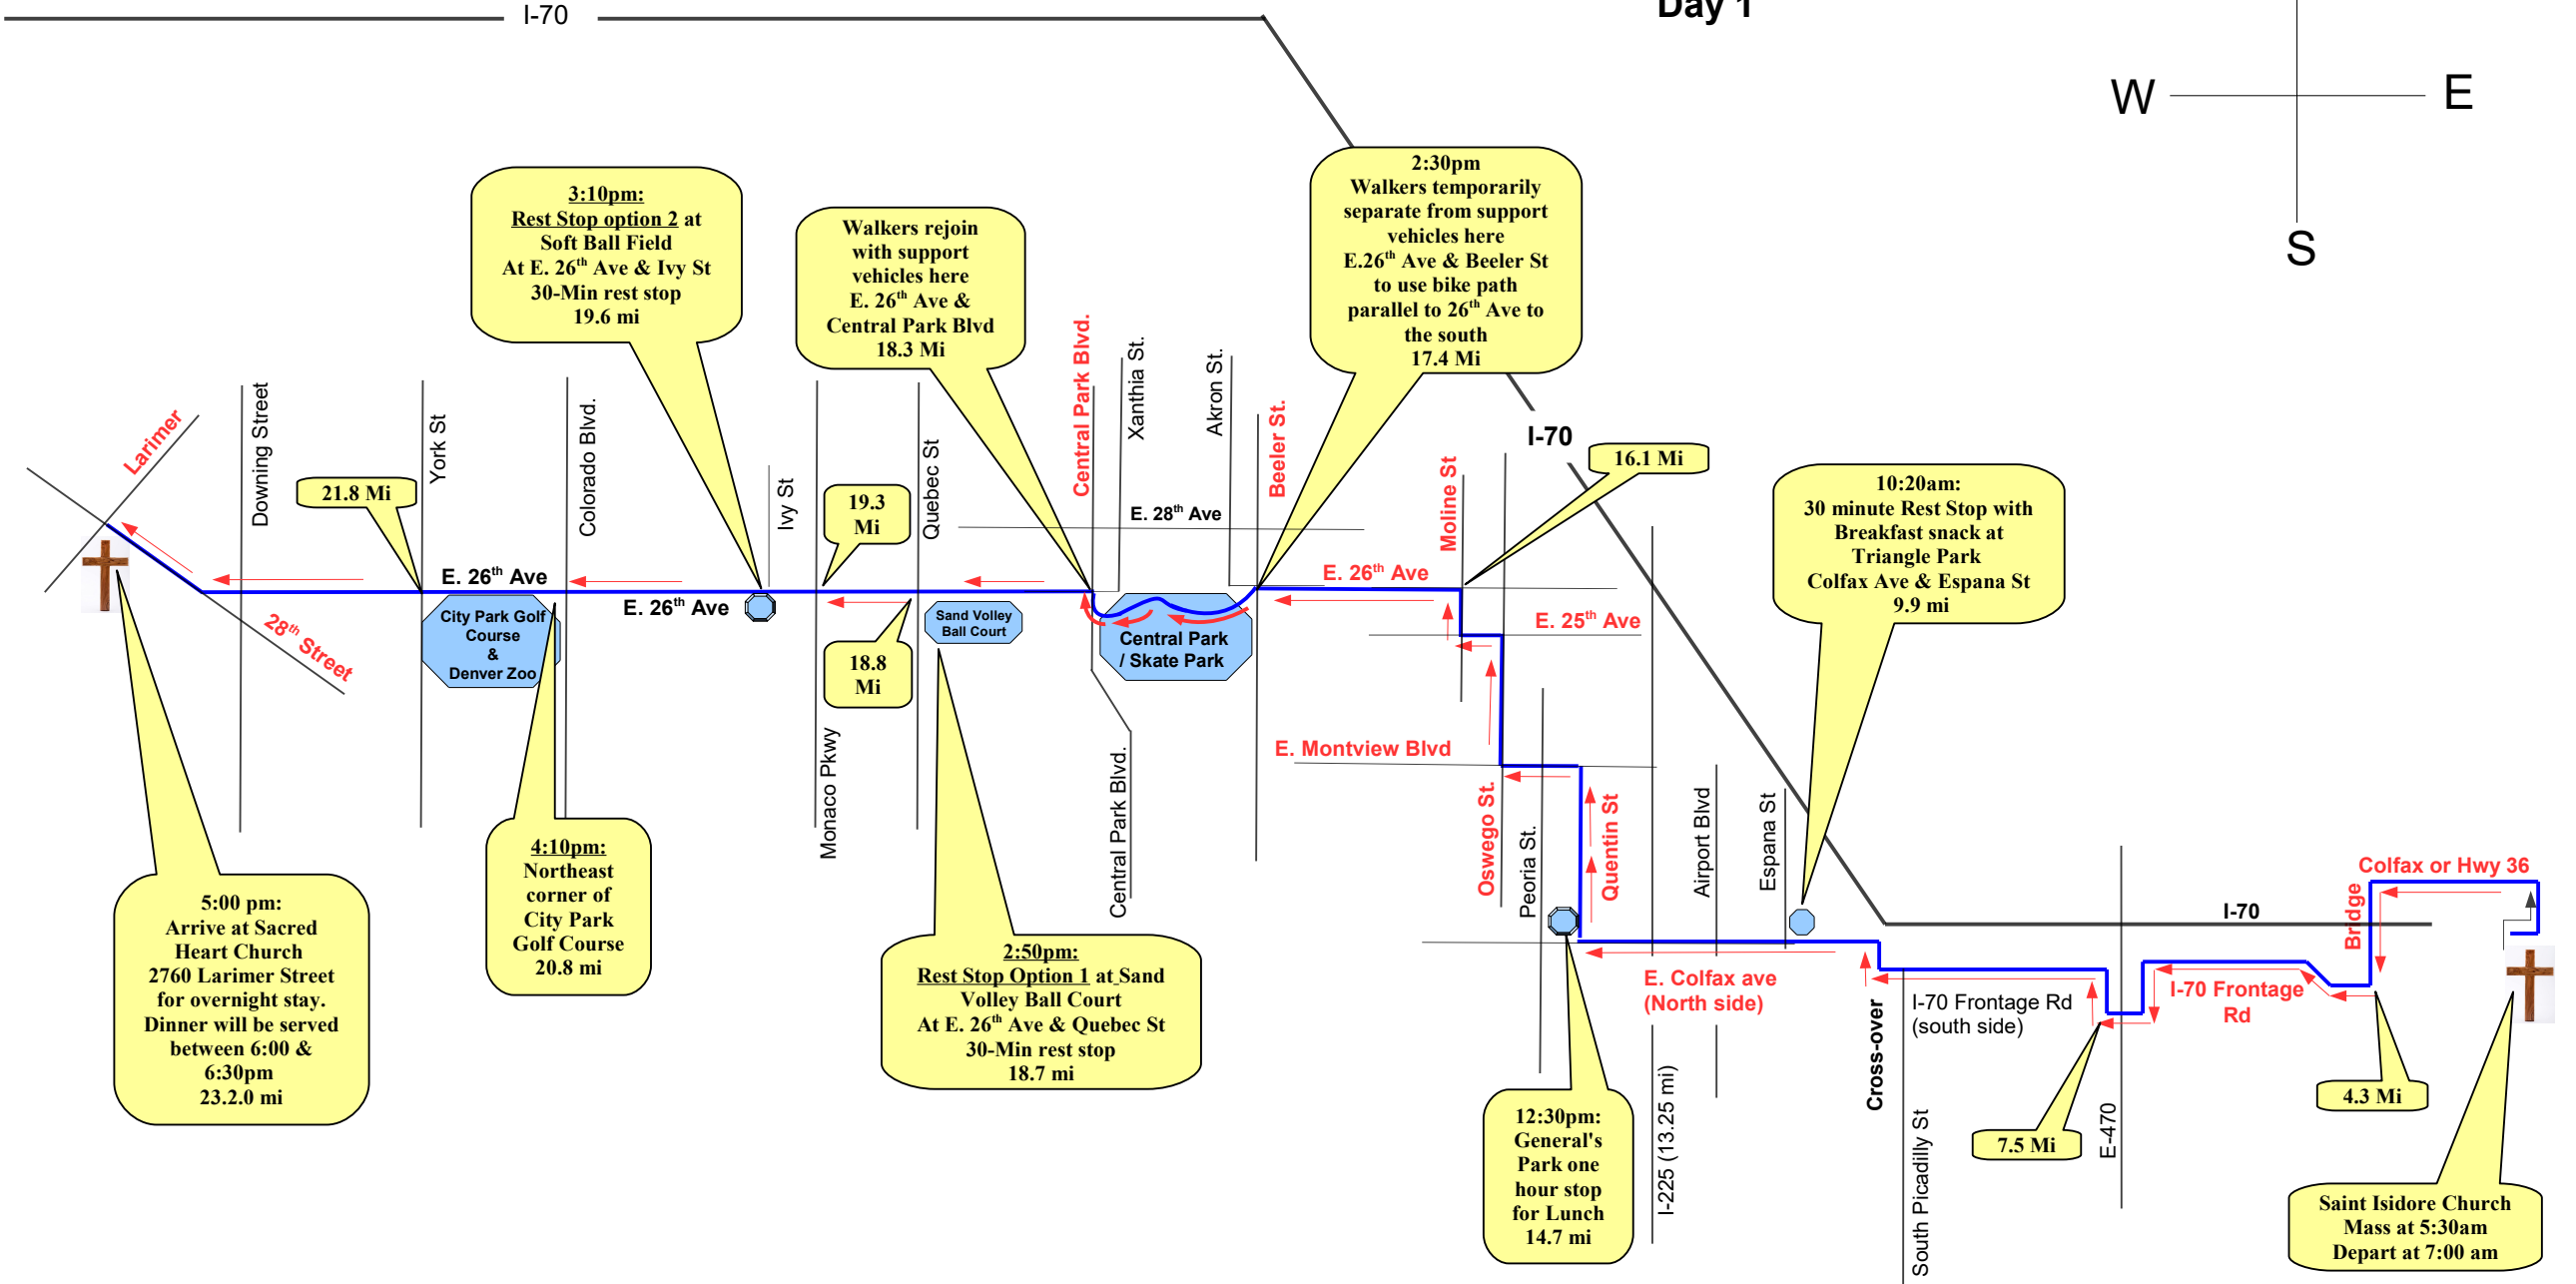 Day 1
I-70
W
E
S
3:10pm:
Rest Stop option 2 at
Soft Ball Field
At E. 26th Ave & Ivy St
30-Min rest stop
19.6 mi
Walkers rejoin
with support
vehicles here
E. 26th Ave &
Central Park Blvd
18.3 Mi
2:30pm
Walkers temporarily
separate from support
vehicles here
E.26th Ave & Beeler St
to use bike path
parallel to 26th Ave to
the south
17.4 Mi
I-70
16.1 Mi
10:20am:
30 minute Rest Stop with
Breakfast snack at
Triangle Park
Colfax Ave & Espana St
9.9 mi
Larimer
Downing Street
21.8 Mi
York St
Colorado Blvd.
Ivy St
19.3
Mi
Quebec St
Central Park Blvd.
Xanthia St.
Akron St.
Beeler St.
E. 28th Ave
Moline St
E. 26th Ave
E. 26th Ave
E. 26th Ave
28th Street
City Park Golf
Course
&
Denver Zoo
18.8
Mi
Sand Volley
Ball Court
Central Park
/ Skate Park
E. 25th Ave
E. Montview Blvd
Monaco Pkwy
Central Park Blvd.
Oswego St.
Peoria St.
Quentin St
Airport Blvd
Espana St
5:00 pm:
Arrive at Sacred
Heart Church
2760 Larimer Street
for overnight stay.
Dinner will be served
between 6:00 &
6:30pm
23.2.0 mi
4:10pm:
Northeast
corner of
City Park
Golf Course
20.8 mi
2:50pm:
Rest Stop Option 1 at Sand
Volley Ball Court
At E. 26th Ave & Quebec St
30-Min rest stop
18.7 mi
12:30pm:
General's
Park one
hour stop
for Lunch
14.7 mi
E. Colfax ave
(North side)
I-225 (13.25 mi)
Cross-over
South Picadilly St
I-70 Frontage Rd
(south side)
7.5 Mi
E-470
I-70 Frontage
Rd
I-70
Bridge
Colfax or Hwy 36
4.3 Mi
Saint Isidore Church
Mass at 5:30am
Depart at 7:00 am